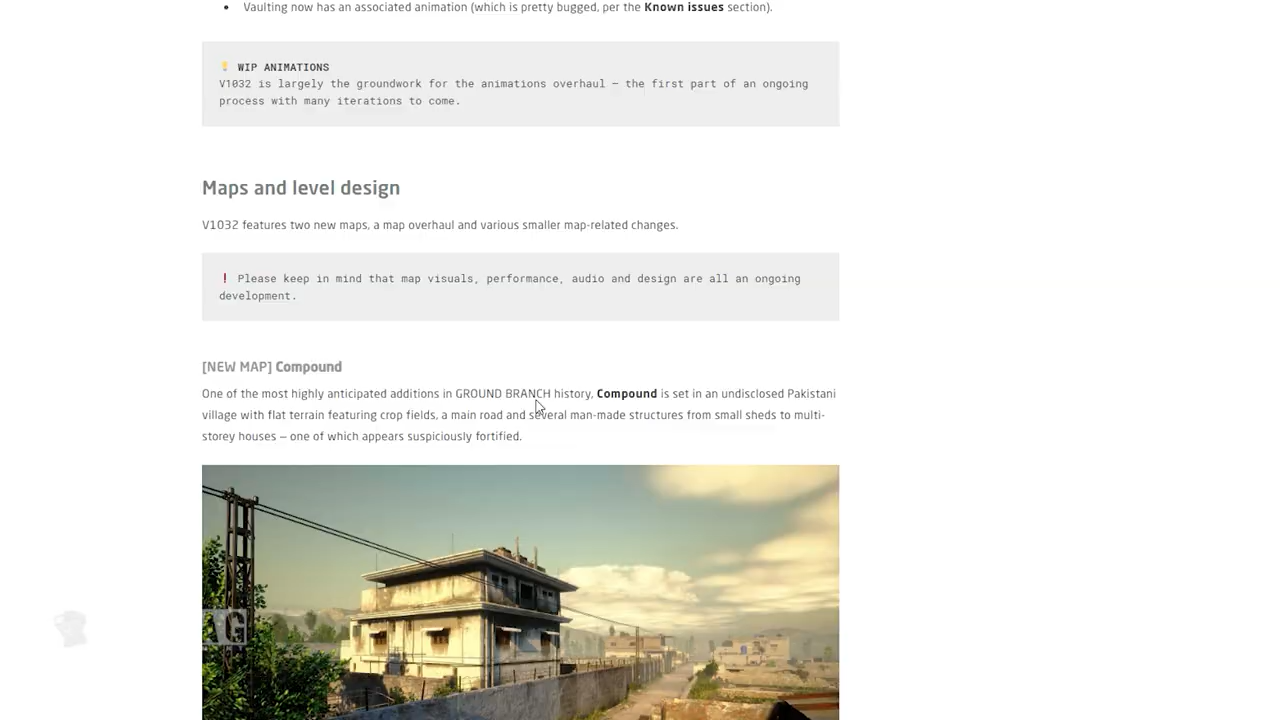 • Vaulting now has an associated animation (which is pretty bugged, per the Known issues section).
WIP ANIMATIONS
V1032 is largely the groundwork for the animations overhaul — the first part of an ongoing
process with many iterations to come.
Maps and level design
V1032 features two new maps, a map overhaul and various smaller map-related changes.
❗ Please keep in mind that map visuals, performance, audio and design are all an ongoing
development.
[NEW MAP] Compound
One of the most highly anticipated additions in GROUND BRANCH history, Compound is set in an undisclosed Pakistani
village with flat terrain featuring crop fields, a main road and several man-made structures from small sheds to multi-
storey houses — one of which appears suspiciously fortified.